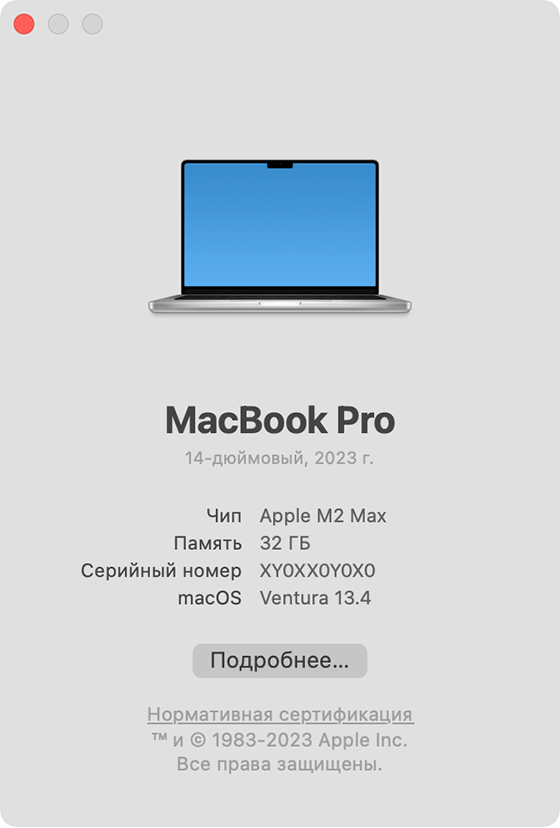 MacBook Pro
14-дюймовый, 2023 г.
Чип Apple M2 Max
Память 32 ГБ
Серийный номер XY0XX0Y0X0
macOS Ventura 13.4
Подробнее...
Нормативная сертификация
™ и © 1983-2023 Apple Inc.
Все права защищены.